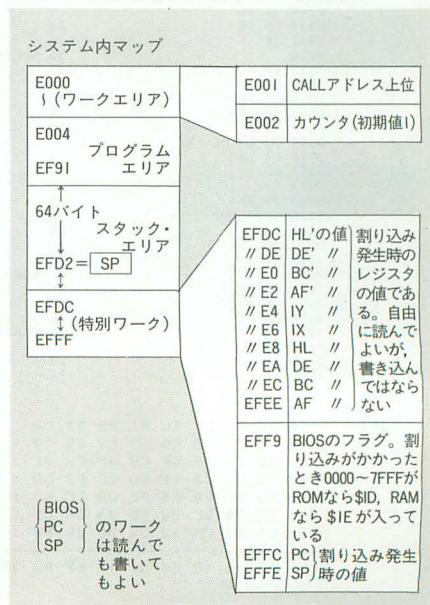 システム内マップ
E000
〜(ワークエリア)
E004
プログラム
EF91 エリア
↑
64バイト
スタック・
↓ エリア
EFD2=SP
↕
EFDC
↕(特別ワーク)
EFFF
BIOS
PC のワーク
SP は読んで
も書いて
もよい
E001 CALLアドレス上位
E002 カウンタ(初期値1)
EFDC HL'の値 割り込み
〃DE DE' 〃 発生時の
〃E0 BC' 〃 レジスタ
〃E2 AF' 〃 の値であ
〃E4 IY 〃 る。自由
〃E6 IX 〃 に読んで
〃E8 HL 〃 よいが,
〃EA DE 〃 書き込ん
〃EC BC 〃 ではなら
EFEE AF 〃 ない
EFF9 BIOSのフラグ。割
り込みがかかった
とき0000〜7FFFが
ROMなら$1D, RAM
なら$1Eが入って
いる
EFFC PC 割り込み発生
EFFE SP 時の値